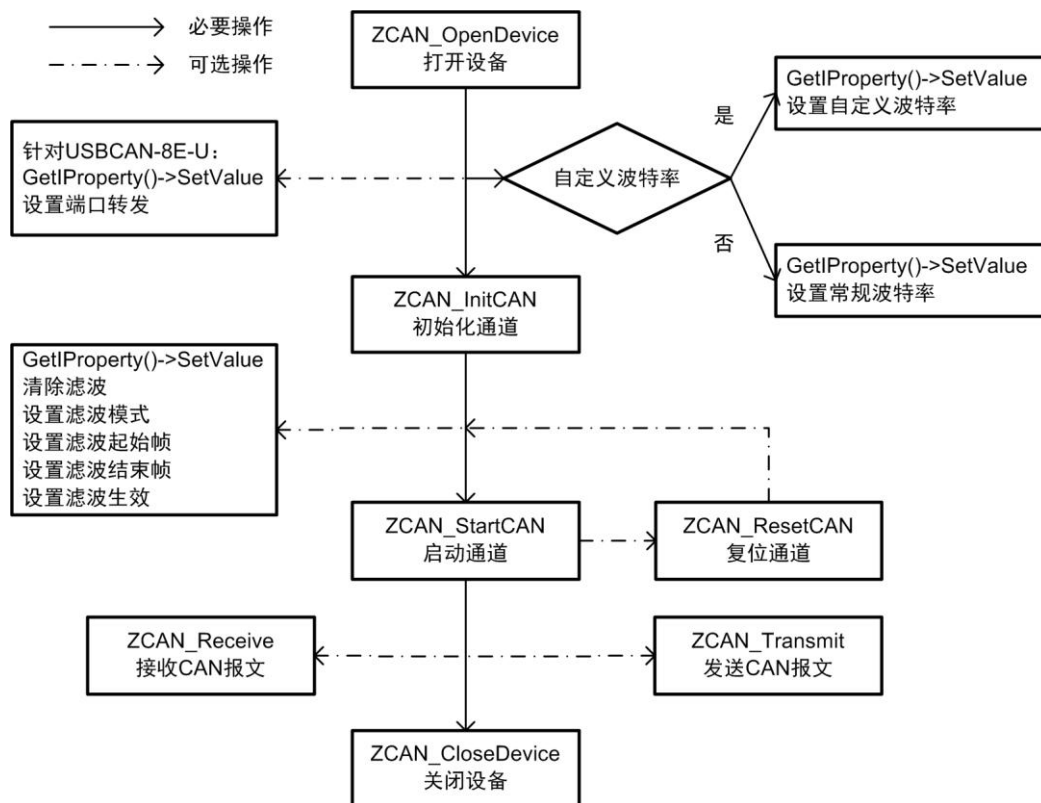 必要操作
可选操作
ZCAN_OpenDevice
打开设备
GetIProperty()->SetValue
设置自定义波特率
是
针对USBCAN-8E-U：
GetIProperty()->SetValue
设置端口转发
自定义波特率
否
GetIProperty()->SetValue
设置常规波特率
ZCAN_InitCAN
初始化通道
GetIProperty()->SetValue
清除滤波
设置滤波模式
设置滤波起始帧
设置滤波结束帧
设置滤波生效
ZCAN_StartCAN
启动通道
ZCAN_ResetCAN
复位通道
ZCAN_Receive
接收CAN报文
ZCAN_Transmit
发送CAN报文
ZCAN_CloseDevice
关闭设备